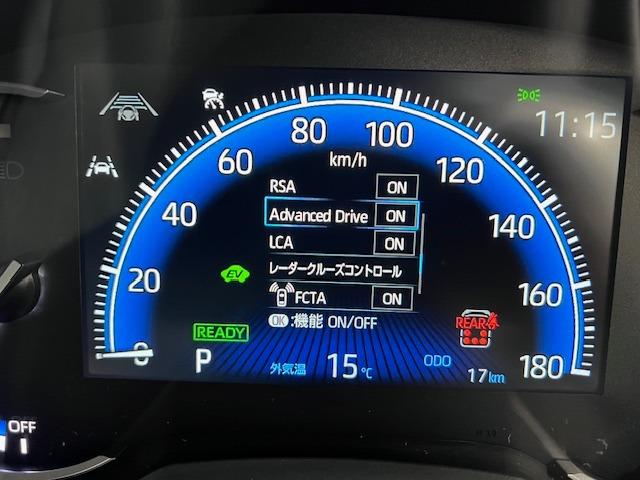 80
100
60
km/h
120
40
140
20
160
0
180
11:15
RSA ON
Advanced Drive ON
LCA ON
レーダークルーズコントロール
FCTA ON
OK:機能 ON/OFF
EV
READY
P
外気温 15℃
ODO
17km
REAR
OFF